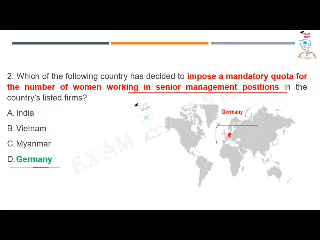 2. Which of the following country has decided to impose a mandatory quota for
the number of women working in senior management positions in the
country's listed firms?
A. India
B. Vietnam
C. Myanmar
D. Germany
Germany
EXAM